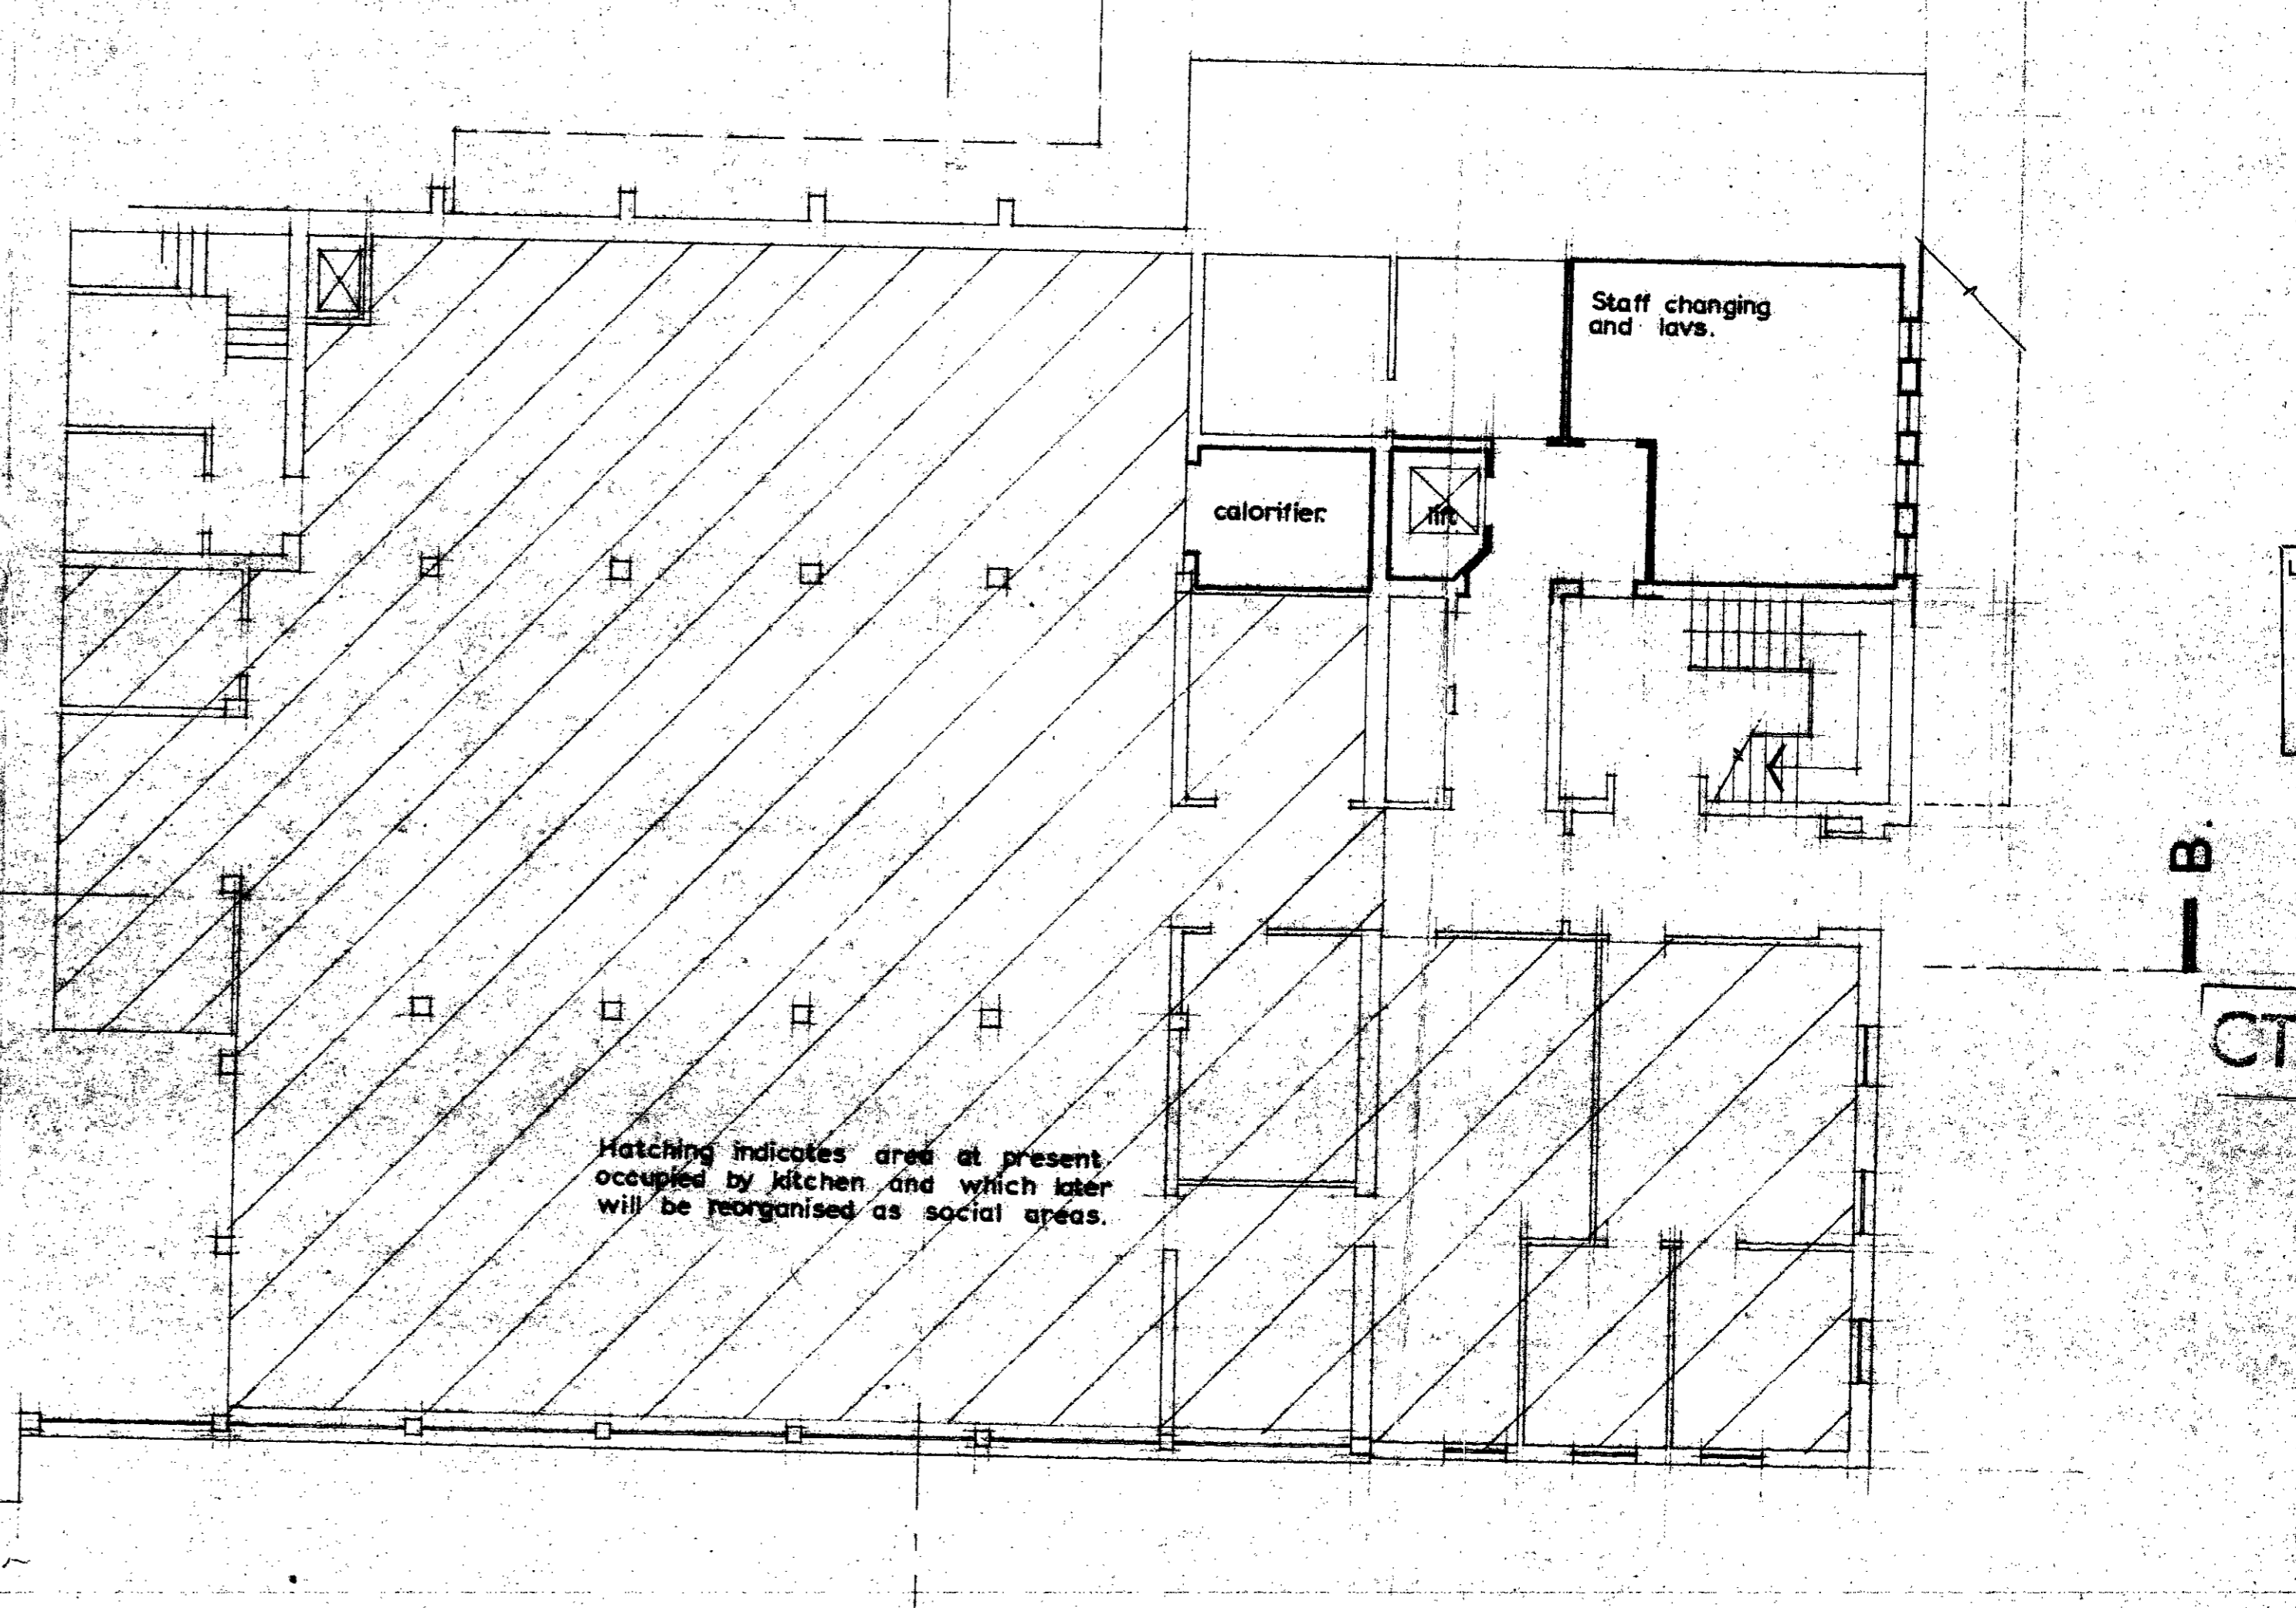 Staff changing
and lavs.
calorifier.
lift.
B.
CT
Hatching indicates area at present
occupied by kitchen and which later
will be reorganised as social areas.